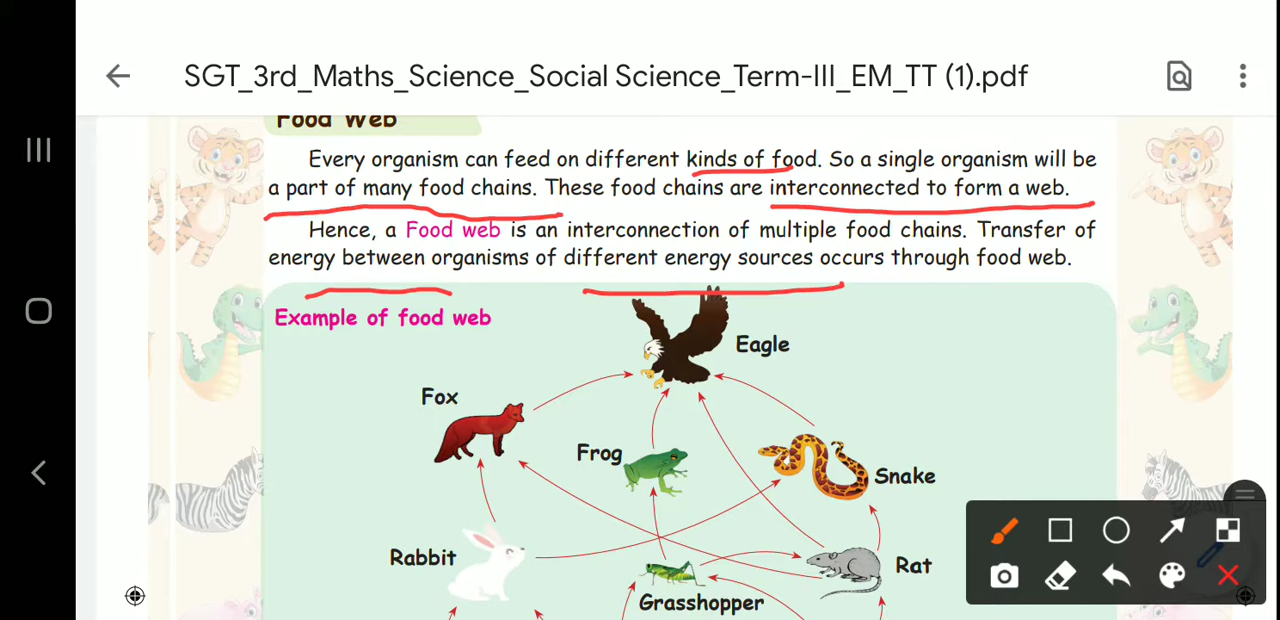 SGT_3rd_Maths_Science_Social Science_Term-III_EM_TT (1).pdf
Food Web
Every organism can feed on different kinds of food. So a single organism will be
a part of many food chains. These food chains are interconnected to form a web.
Hence, a Food web is an interconnection of multiple food chains. Transfer of
energy between organisms of different energy sources occurs through food web.
Example of food web
Eagle
Fox
Frog
Snake
Rabbit
Rat
Grasshopper